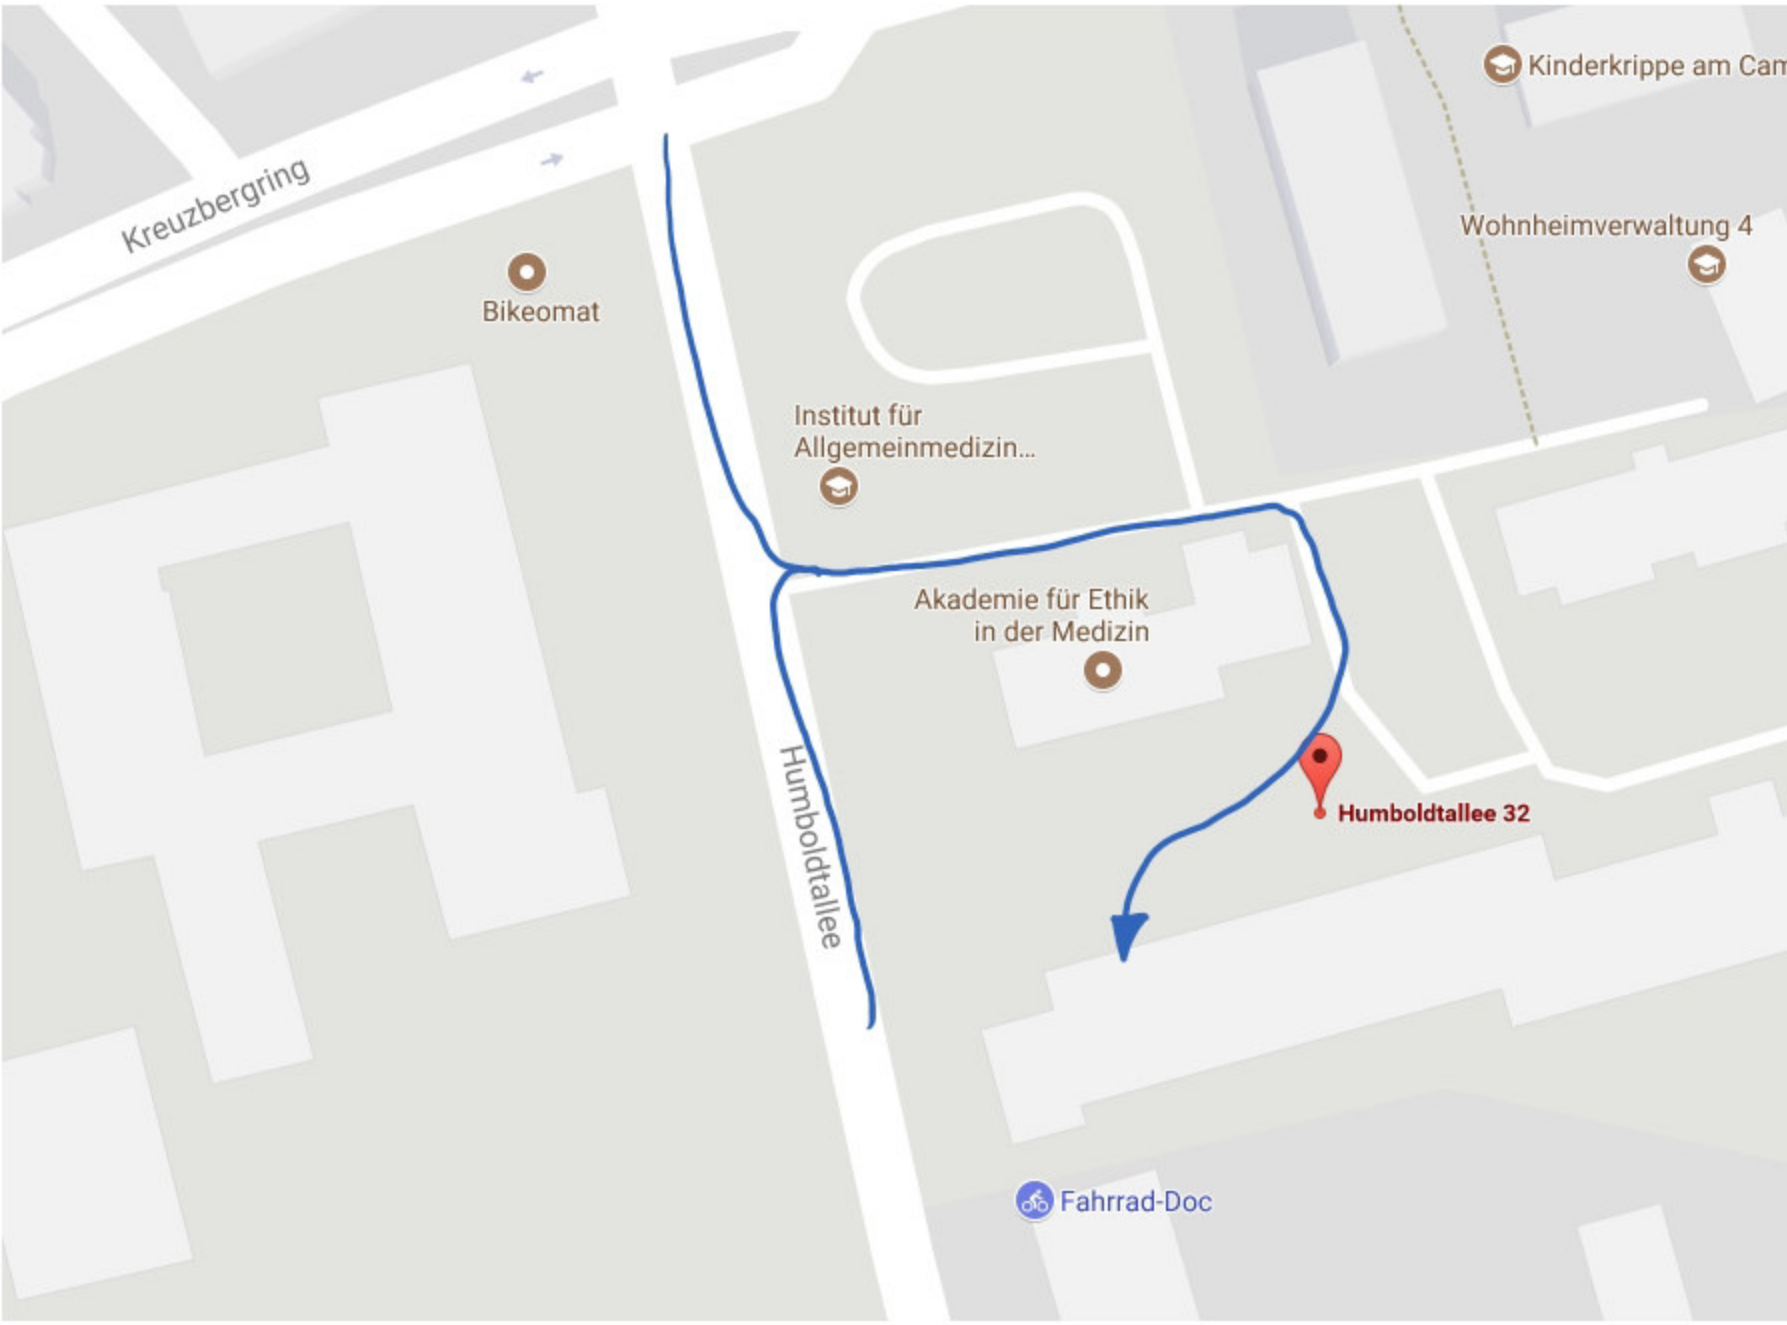 Kinderkrippe am Cam
Kreuzbergring
Wohnheimverwaltung 4
Bikeomat
Institut für
Allgemeinmedizin...
Akademie für Ethik
in der Medizin
Humboldtallee
Humboldtallee 32
Fahrrad-Doc